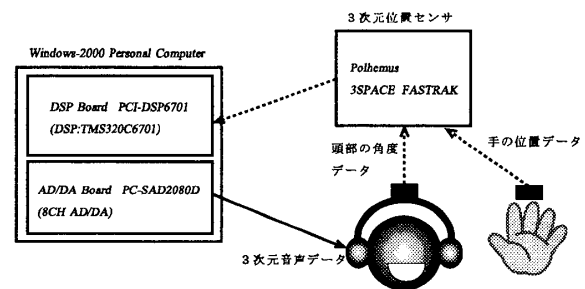 3次元位置センサ
Windows-2000 Personal Computer
Polhemus
3SPACE FASTRAK
DSP Board PCI-DSP6701
(DSP:TMS320C6701)
頭部の角度
データ
手の位置データ
AD/DA Board PC-SAD2080D
(8CH AD/DA)
3次元音声データ